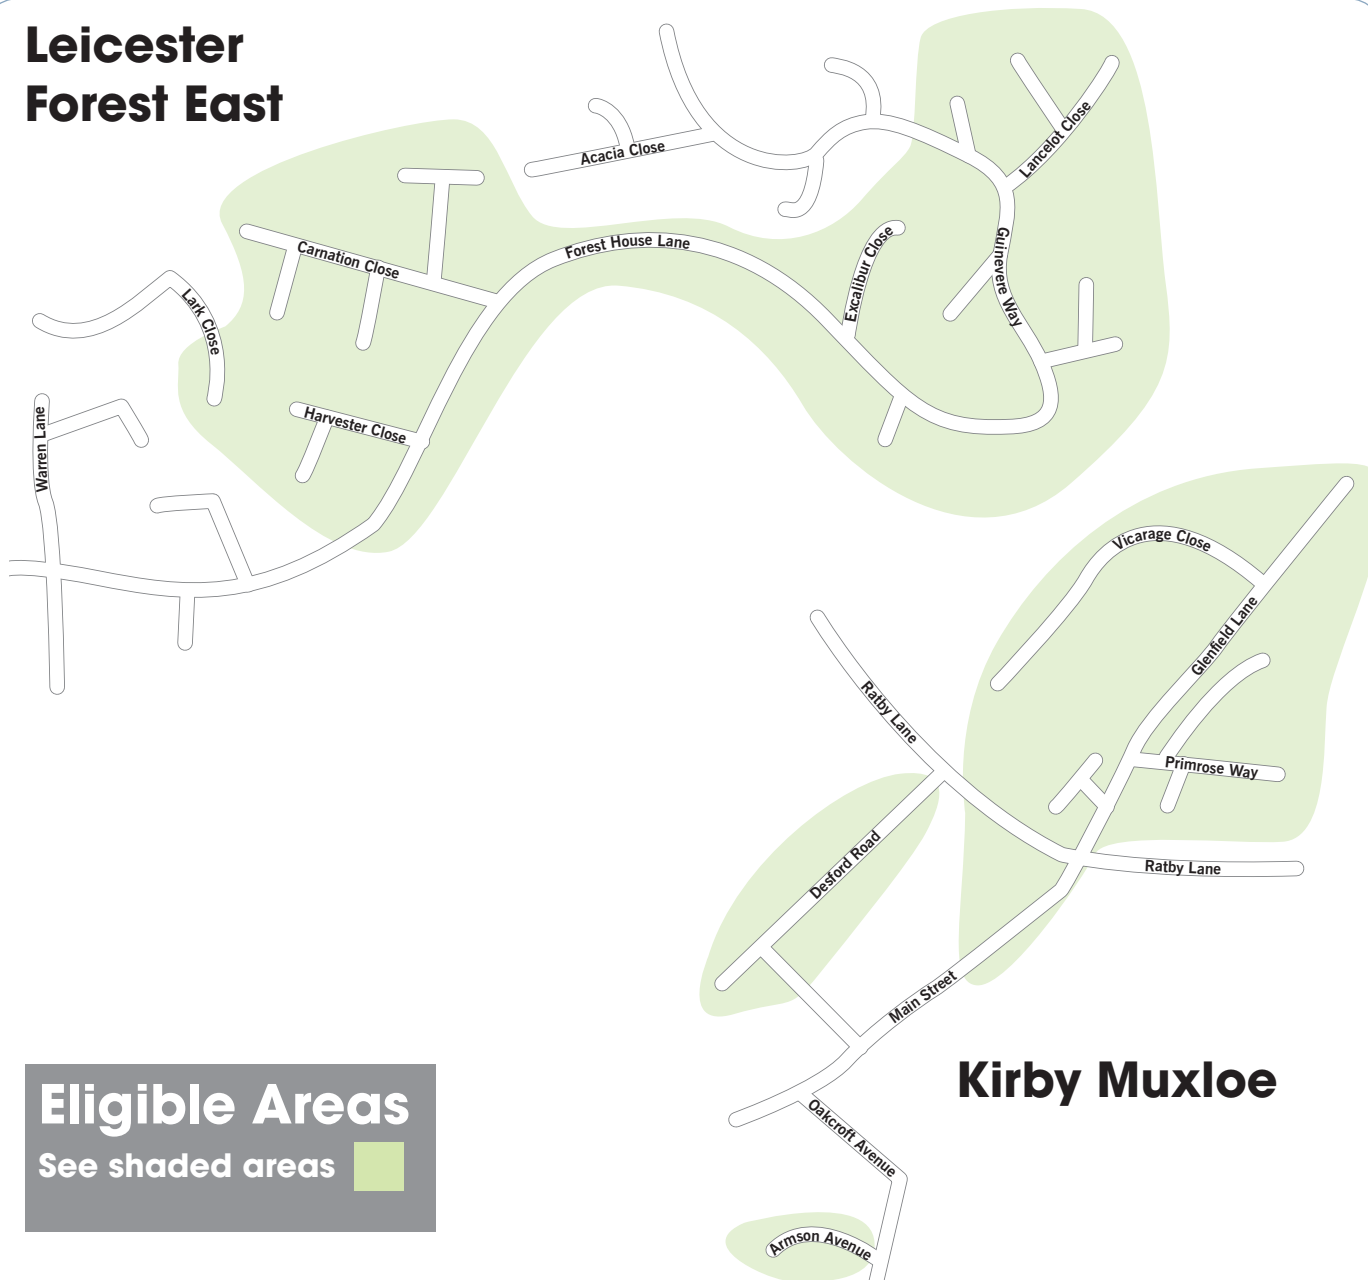 Leicester
Forest East
Acacia Close
Lancelot Close
Carnation Close
Forest House Lane
Excalibur Close
Guinevere Way
Lark Close
Harvester Close
Warren Lane
Vicarage Close
Glenfield Lane
Ratby Lane
Primrose Way
Desford Road
Ratby Lane
Main Street
Kirby Muxloe
Eligible Areas
See shaded areas
Oakcroft Avenue
Armson Avenue